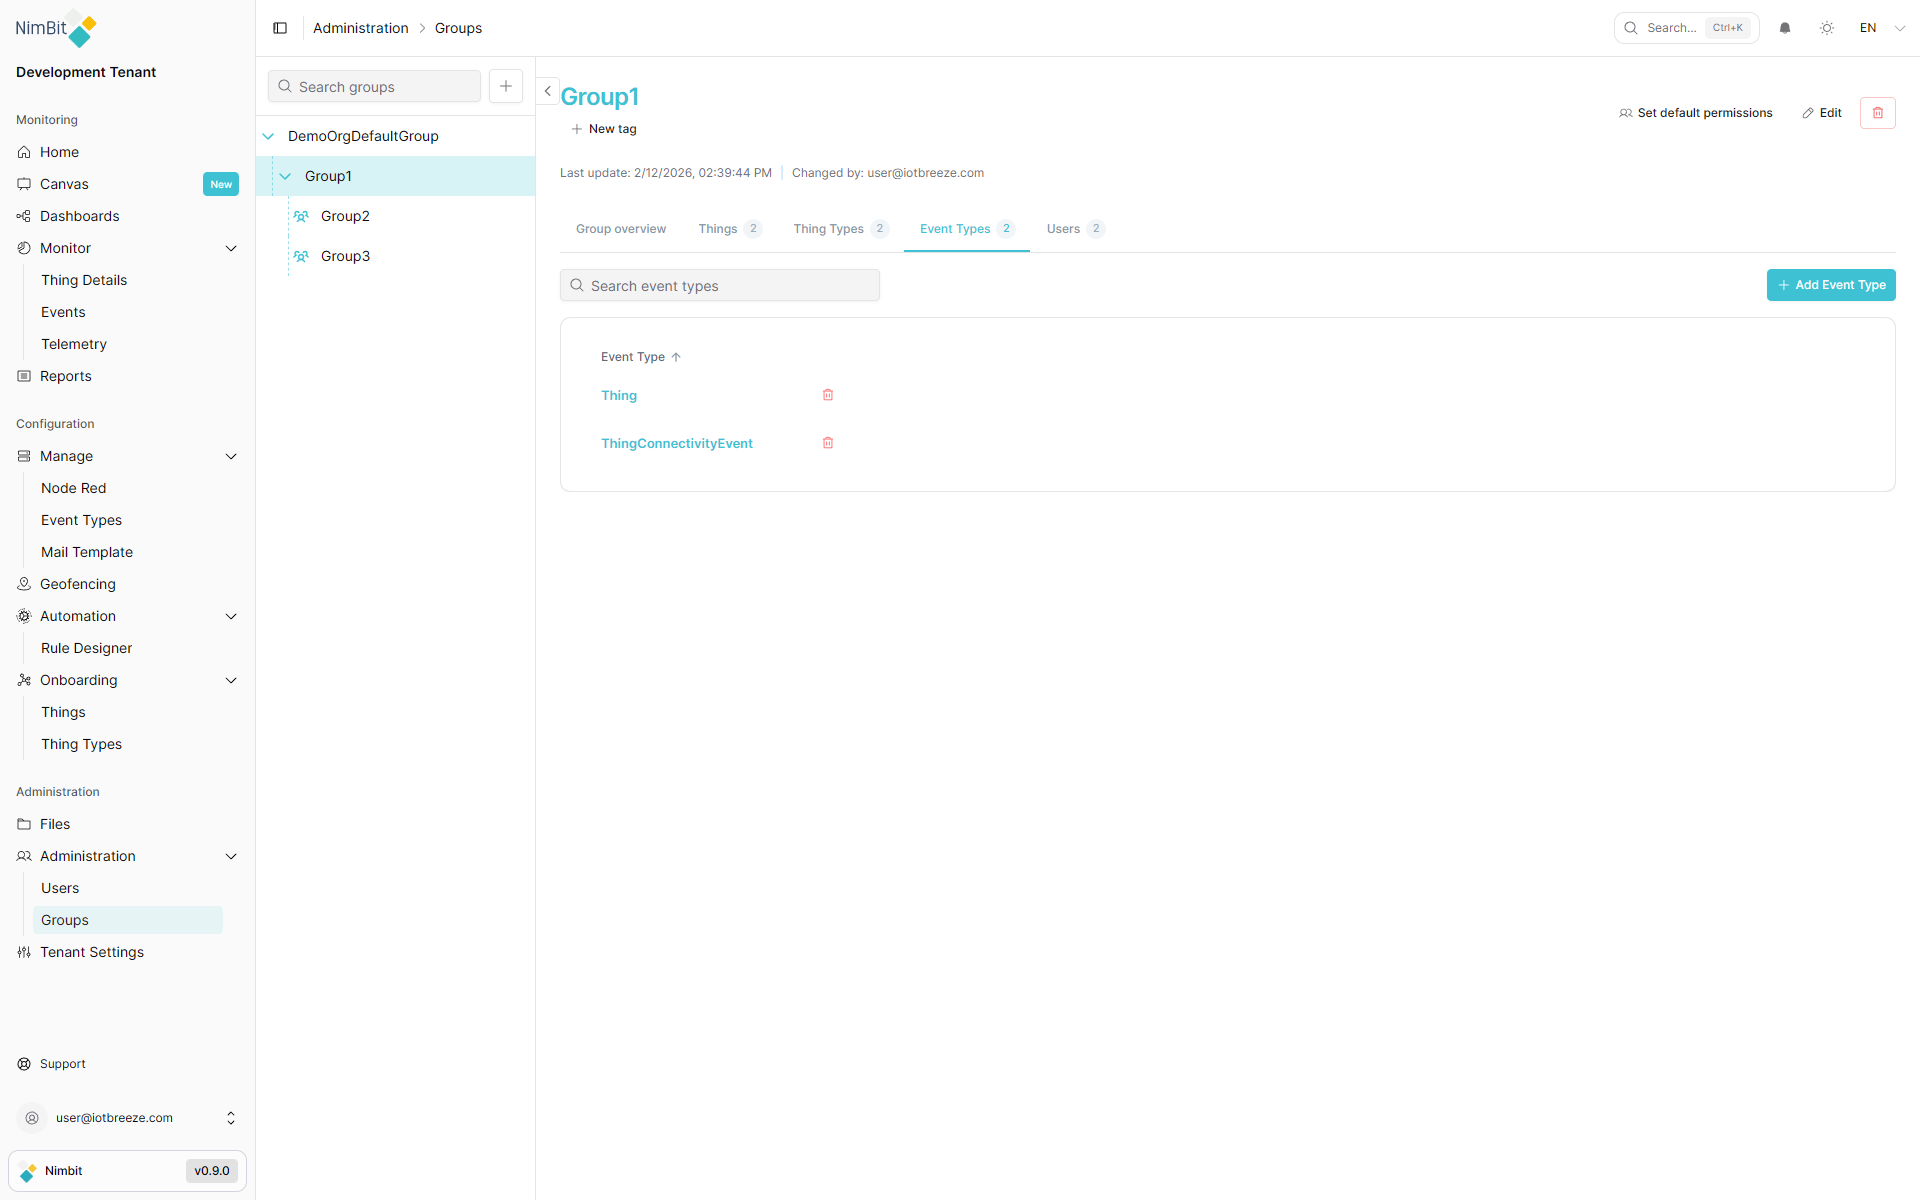 NimBit
Development Tenant
Monitoring
Home
Canvas New
Dashboards
Monitor
Thing Details
Events
Telemetry
Reports
Configuration
Manage
Node Red
Event Types
Mail Template
Geofencing
Automation
Rule Designer
Onboarding
Things
Thing Types
Administration
Files
Administration
Users
Groups
Tenant Settings
Support
user@iotbreeze.com
Nimbit v0.9.0
Administration > Groups
Search... Ctrl+K EN
Search groups
DemoOrgDefaultGroup
Group1
Group2
Group3
Group1
New tag
Set default permissions Edit
Last update: 2/12/2026, 02:39:44 PM Changed by: user@iotbreeze.com
Group overview Things 2 Thing Types 2 Event Types 2 Users 2
Search event types
Add Event Type
Event Type
Thing
ThingConnectivityEvent